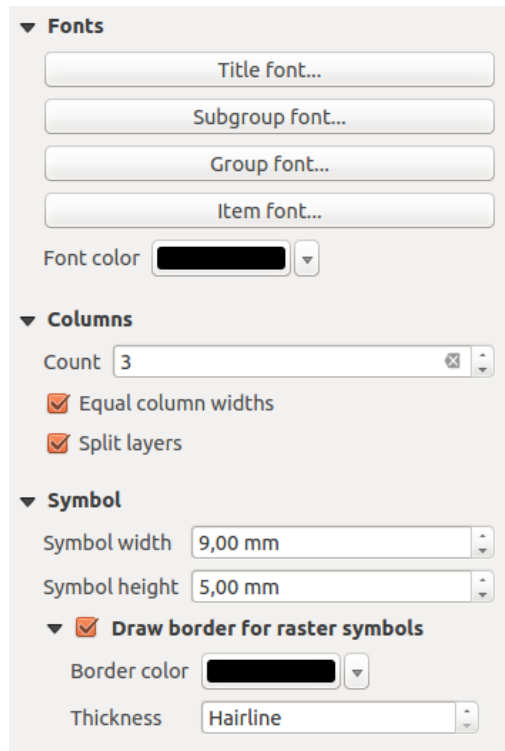 Fonts
Title font...
Subgroup font...
Group font...
Item font...
Font color
Columns
Count 3
Equal column widths
Split layers
Symbol
Symbol width 9,00 mm
Symbol height 5,00 mm
Draw border for raster symbols
Border color
Thickness Hairline